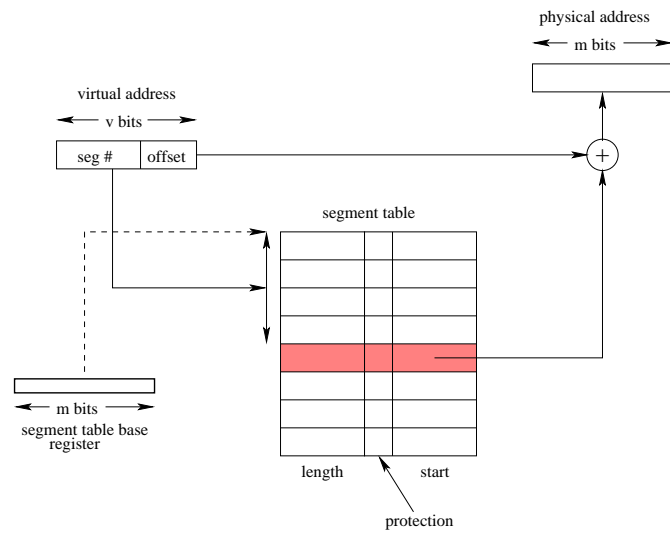 physical address
m bits
virtual address
v bits
seg #
offset
+
segment table
m bits
segment table base
register
length
start
protection